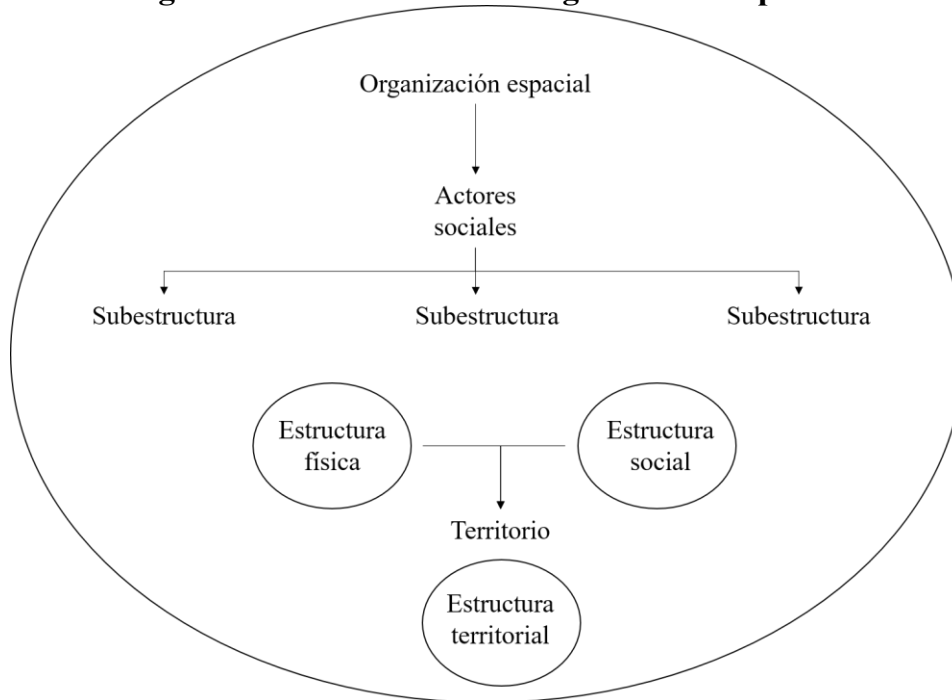 Organización espacial
Actores
sociales
Subestructura
Subestructura
Subestructura
Estructura
física
Estructura
social
Territorio
Estructura
territorial